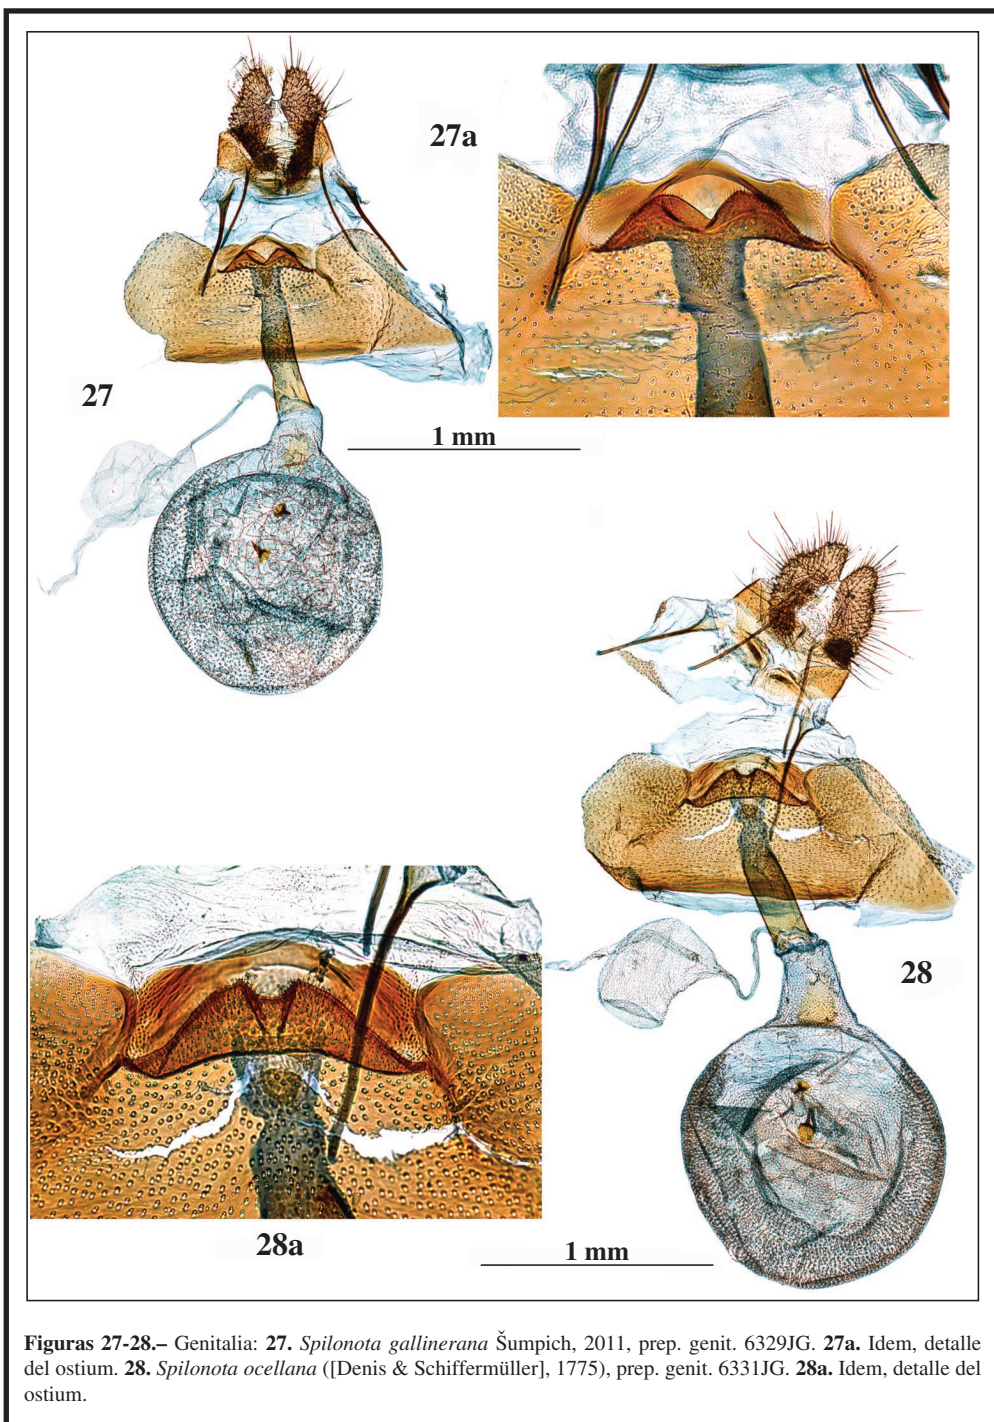 27a
27
1 mm
28
28a
1 mm
Figuras 27-28.– Genitalia: 27. Spilonota gallinerana Šumpich, 2011, prep. genit. 6329JG. 27a. Idem, detalle
del ostium. 28. Spilonota ocellana ([Denis & Schiffermüller], 1775), prep. genit. 6331JG. 28a. Idem, detalle del
ostium.